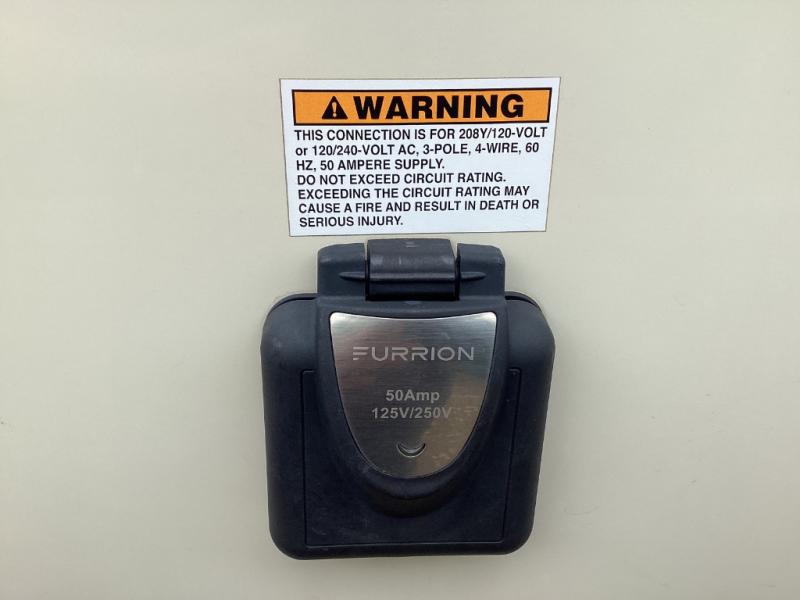 WARNING
THIS CONNECTION IS FOR 208Y/120-VOLT
or 120/240-VOLT AC, 3-POLE, 4-WIRE, 60
HZ, 50 AMPERE SUPPLY.
DO NOT EXCEED CIRCUIT RATING.
EXCEEDING THE CIRCUIT RATING MAY
CAUSE A FIRE AND RESULT IN DEATH OR
SERIOUS INJURY.
FURRION
50Amp
125V/250V